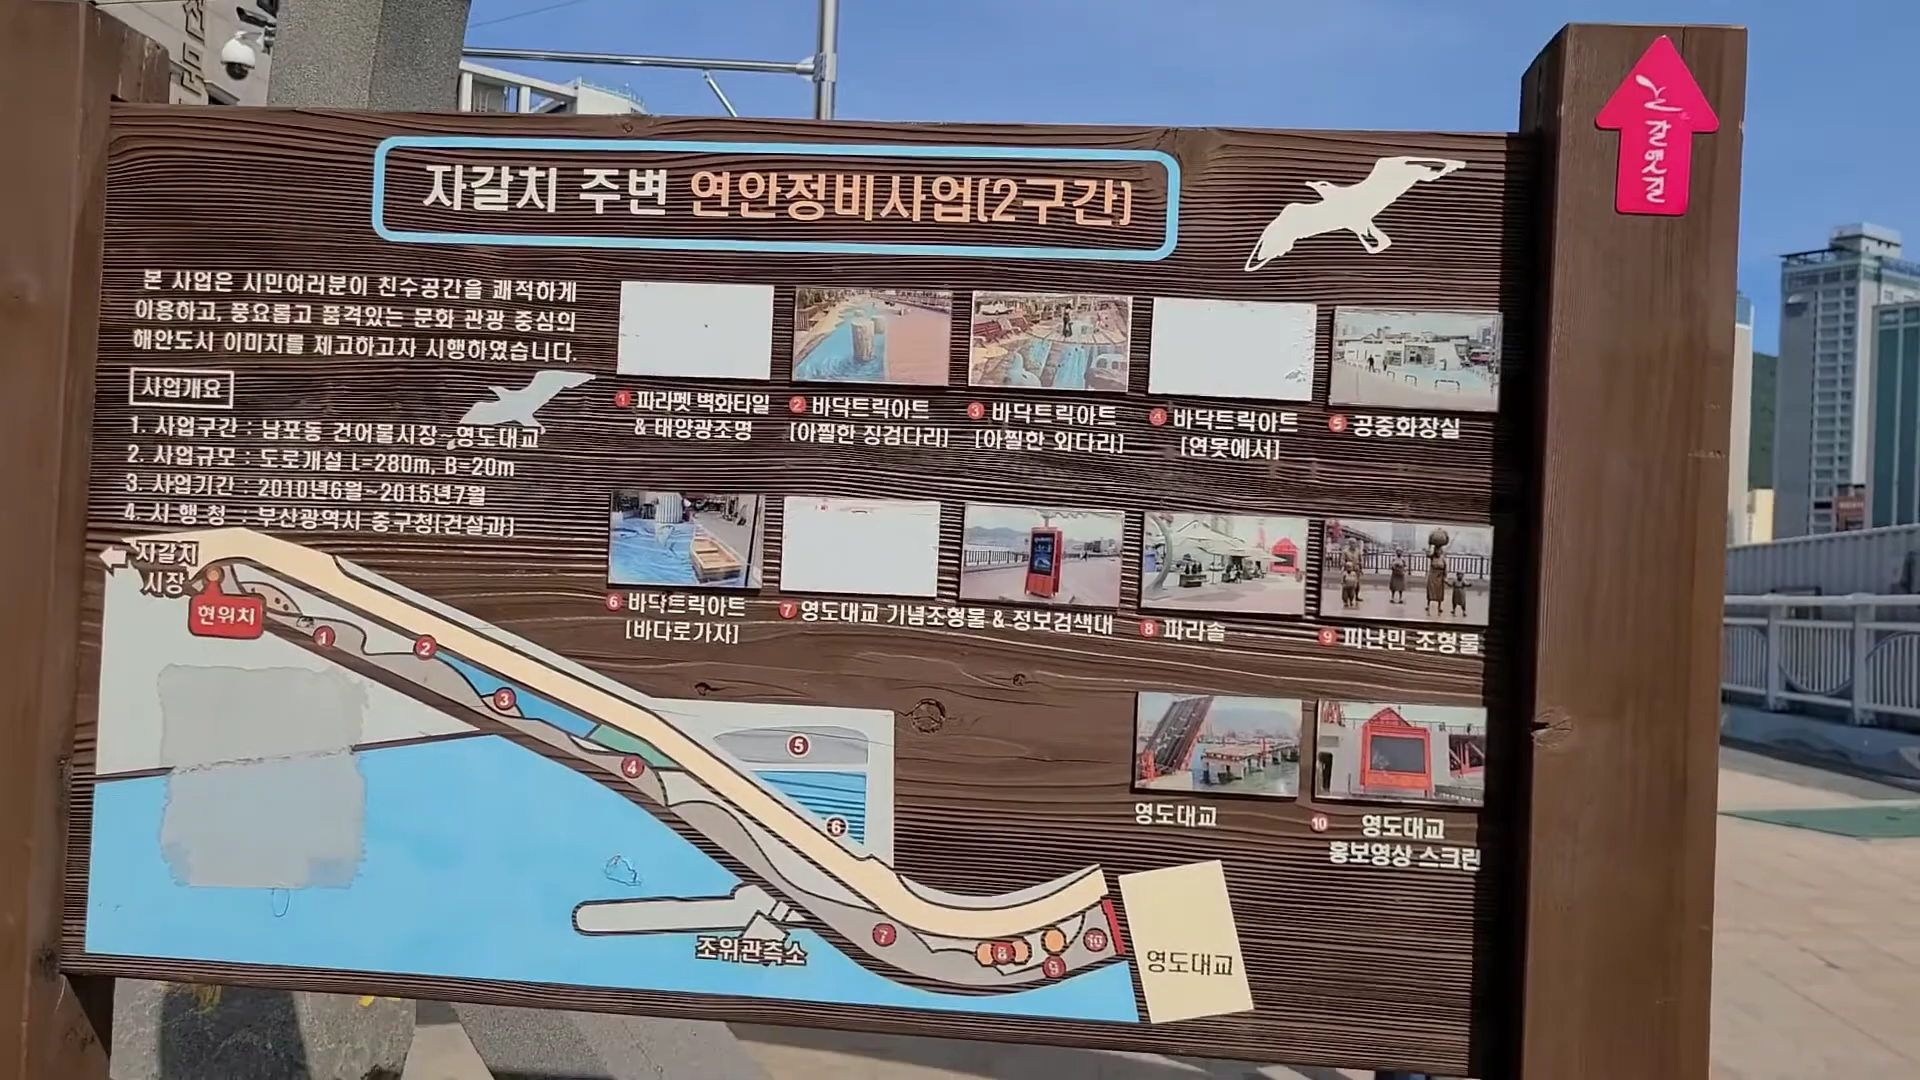 자갈치 주변 연안정비사업(2구간)
갈맷길
본 사업은 시민여러분이 친수공간을 쾌적하게
이용하고, 풍요롭고 품격있는 문화 관광 중심의
해안도시 이미지를 제고하고자 시행하였습니다.
사업개요
1. 사업구간 : 남포동 건어물시장~영도대교
2. 사업규모 : 도로개설 L=280m, B=20m
3. 사업기간 : 2010년6월~2015년7월
4. 시 행 청 : 부산광역시 중구청[건설과]
1 파라펫 벽화타일
& 태양광조명
2 바닥트릭아트
[아찔한 징검다리]
3 바닥트릭아트
[아찔한 외다리]
4 바닥트릭아트
[연못에서]
5 공중화장실
6 바닥트릭아트
[바다로가자]
7 영도대교 기념조형물 & 정보검색대
8 파라솔
9 피난민 조형물
영도대교
10 영도대교
홍보영상 스크린
자갈치
시장
현위치
1
2
3
4
5
6
7
8
9
10
조위관측소
영도대교